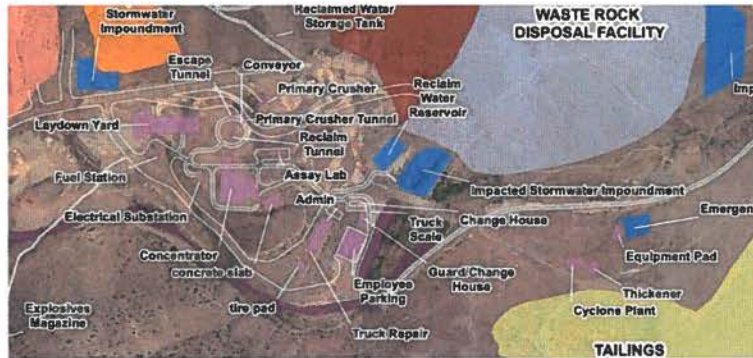 Stormwater
Impoundment
Reclaimed Water
Storage Tank
WASTE ROCK
DISPOSAL FACILITY
Escape
Tunnel
Conveyor
Primary Crusher
Reclaim
Water
Reservoir
Imp
Laydown Yard
Primary Crusher Tunnel
Reclaim
Tunnel
Fuel Station
Assay Lab
Impacted Stormwater Impoundment
Admin
Electrical Substation
Truck
Scale
Change House
Emergen
Concentrator
concrete slab
Guard/Change
House
Equipment Pad
Explosives
Magazine
tire pad
Employee
Parking
Thickener
Cyclone Plant
Truck Repair
TAILINGS